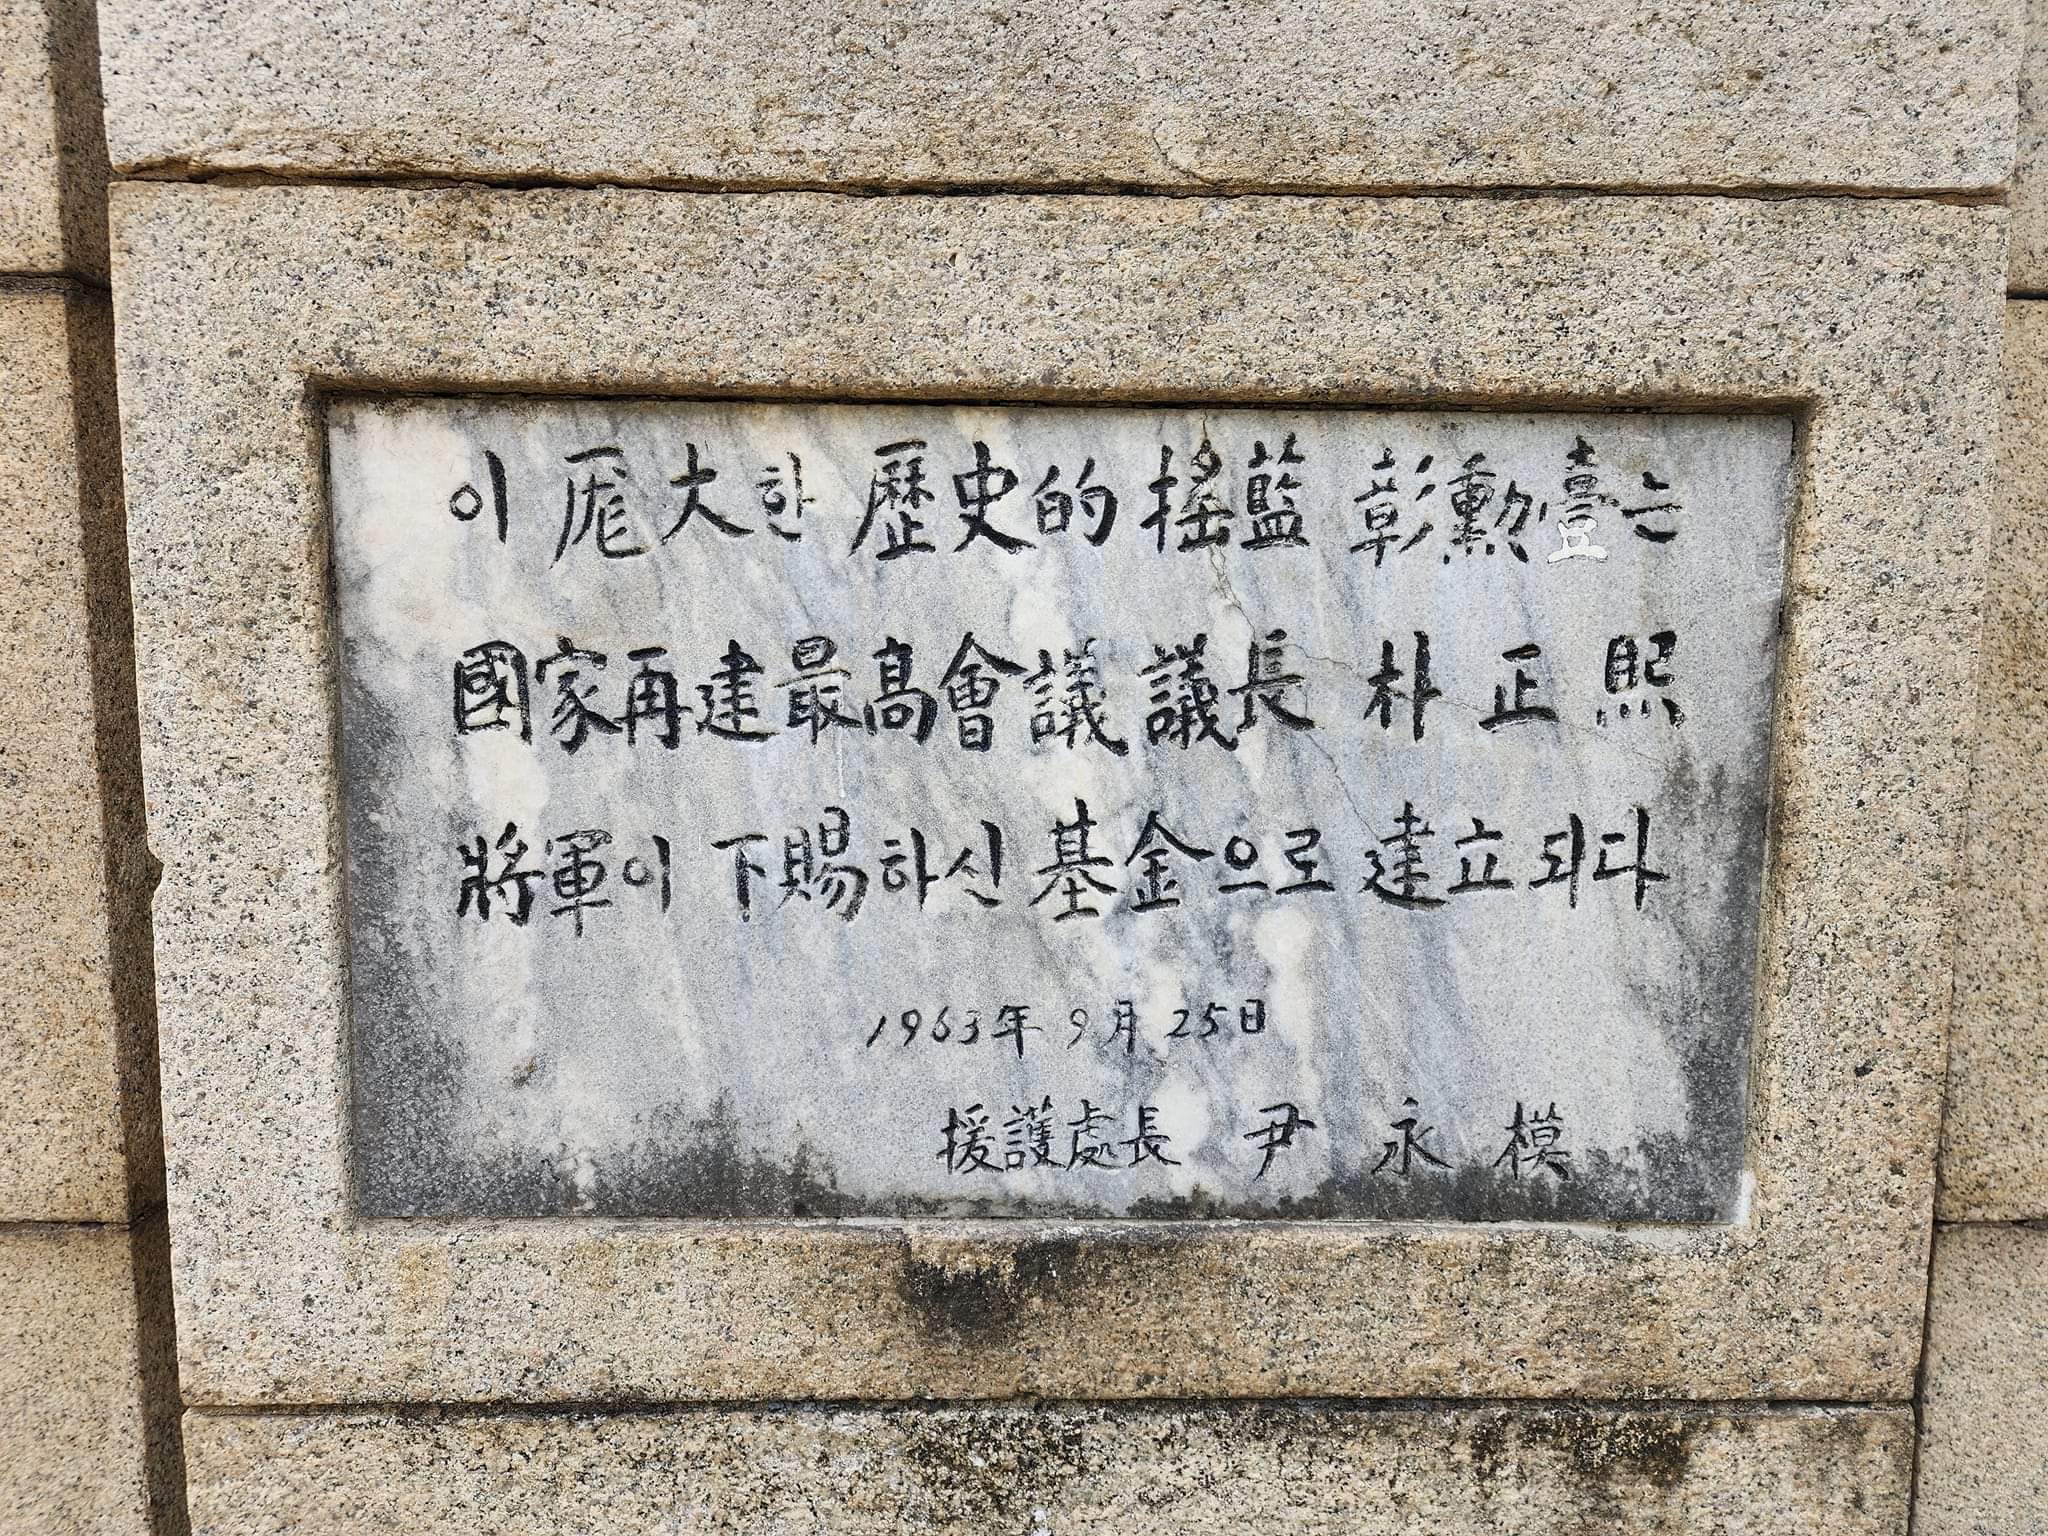 이 厖大한 歷史的 搖籃 彰勳臺는
國家再建最高會議 議長 朴正熙
將軍이 下賜하신 基金으로 建立되다
1963年 9月 25日
援護處長 尹永模